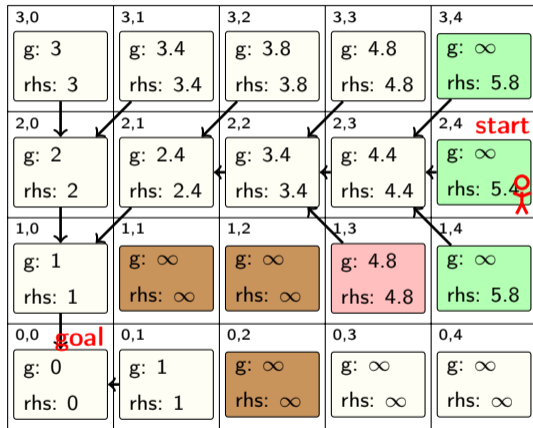 3,0 3,1 3,2 3,3 3,4
g: 3 g: 3.4 g: 3.8 g: 4.8 g: ∞
rhs: 3 rhs: 3.4 rhs: 3.8 rhs: 4.8 rhs: 5.8
2,0 2,1 2,2 2,3 2,4 start
g: 2 g: 2.4 g: 3.4 g: 4.4 g: ∞
rhs: 2 rhs: 2.4 rhs: 3.4 rhs: 4.4 rhs: 5.4
1,0 1,1 1,2 1,3 1,4
g: 1 g: ∞ g: ∞ g: 4.8 g: ∞
rhs: 1 rhs: ∞ rhs: ∞ rhs: 4.8 rhs: 5.8
0,0 goal 0,1 0,2 0,3 0,4
g: 0 g: 1 g: ∞ g: ∞ g: ∞
rhs: 0 rhs: 1 rhs: ∞ rhs: ∞ rhs: ∞